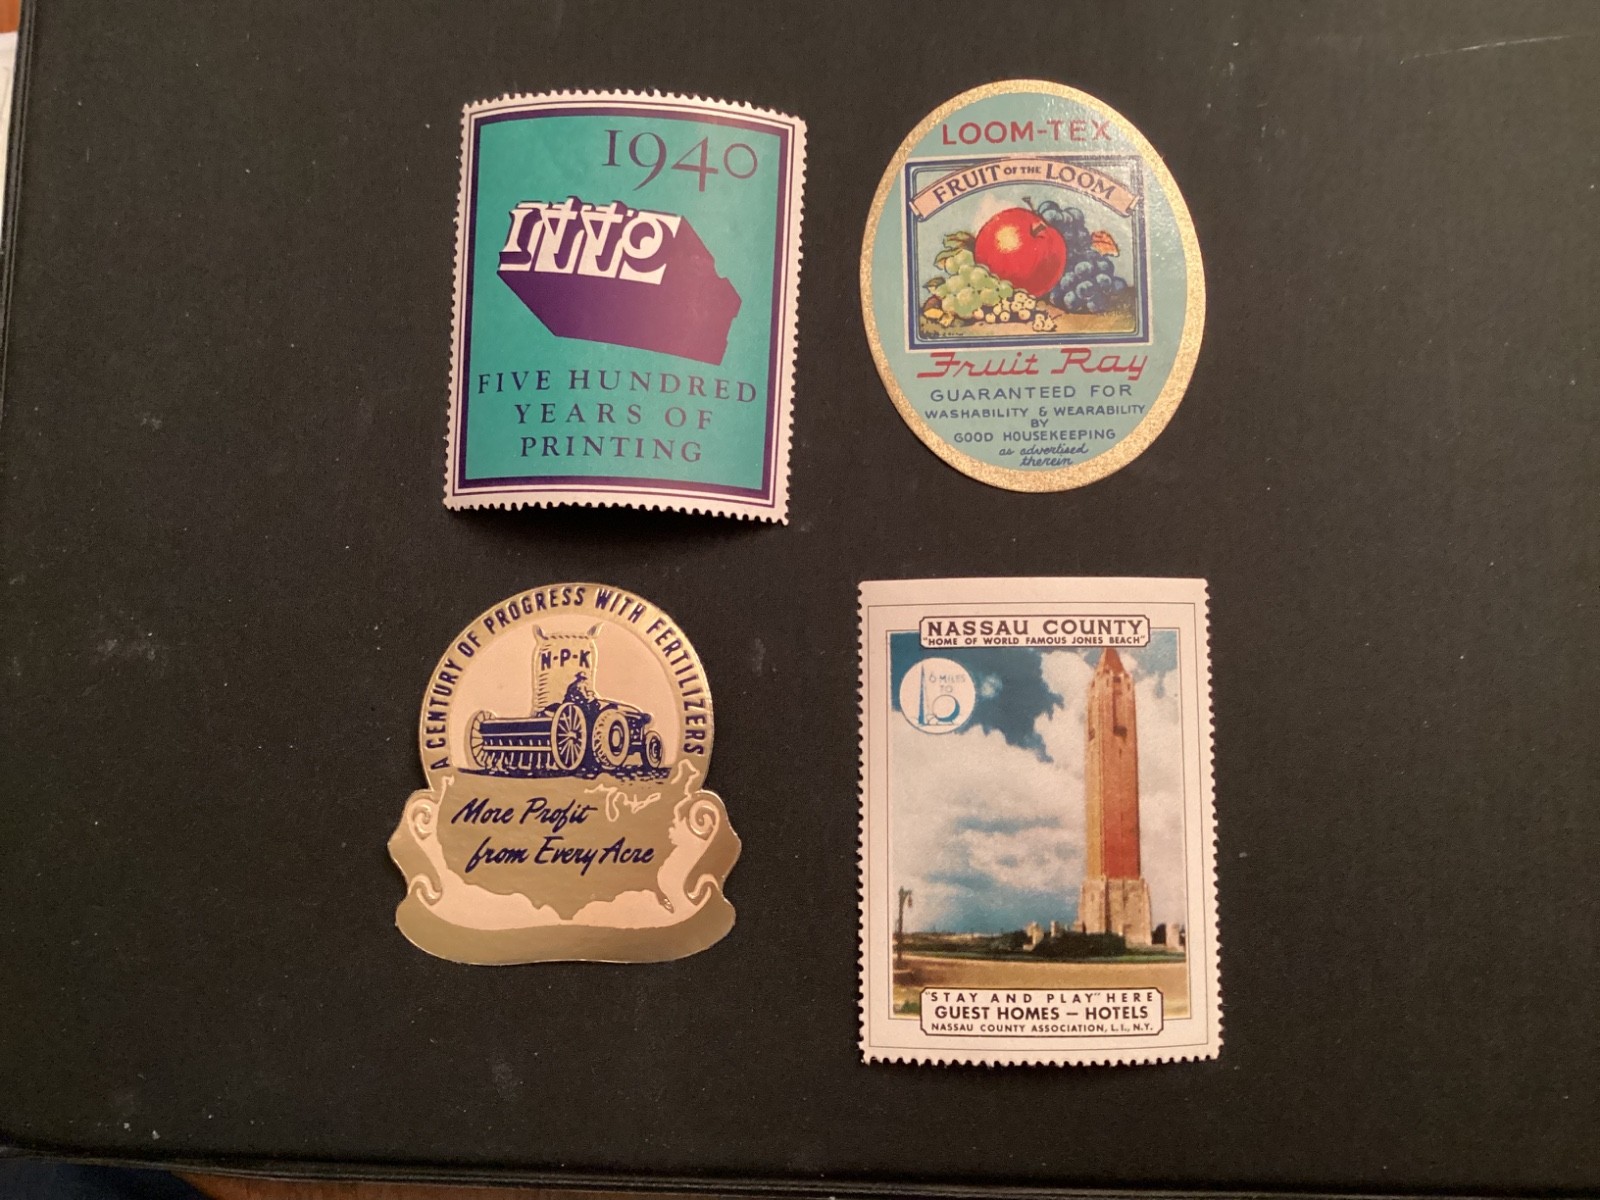 1940
FIVE HUNDRED
YEARS OF
PRINTING
LOOM-TEX
FRUIT OF THE LOOM
Fruit Ray
GUARANTEED FOR
WASHABILITY & WEARABILITY
BY
GOOD HOUSEKEEPING
as advertised
therein
A CENTURY OF PROGRESS WITH FERTILIZERS
N-P-K
More Profit
from Every Acre
NASSAU COUNTY
"HOME OF WORLD FAMOUS JONES BEACH"
6 MILES
TO
"STAY AND PLAY" HERE
GUEST HOMES — HOTELS
NASSAU COUNTY ASSOCIATION, L.I., N.Y.